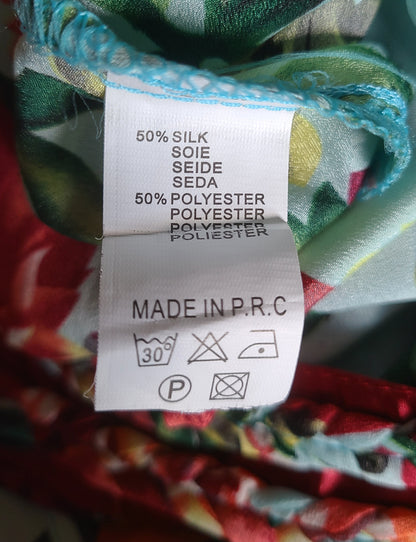 50% SILK
SOIE
SEIDE
SEDA
50% POLYESTER
POLYESTER
POLYESTER
POLIESTER
MADE IN P.R.C
30°
P